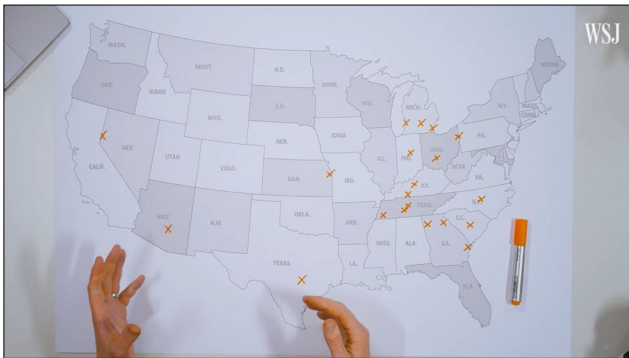 WSJ
WASH.
MONT.
N.D.
MINN.
MAINE
ORE.
IDAHO
S.D.
WIS.
MICH.
N.Y.
MASS.
CONN.
WYO.
IOWA
PA.
NEB.
NEV.
UTAH
COLO.
ILL.
IND.
OHIO
W.VA.
VA.
CALIF.
KAN.
MO.
KY.
N.C.
TENN.
ARIZ.
N.M.
OKLA.
ARK.
S.C.
MISS.
ALA.
GA.
TEXAS
LA.
FLA.